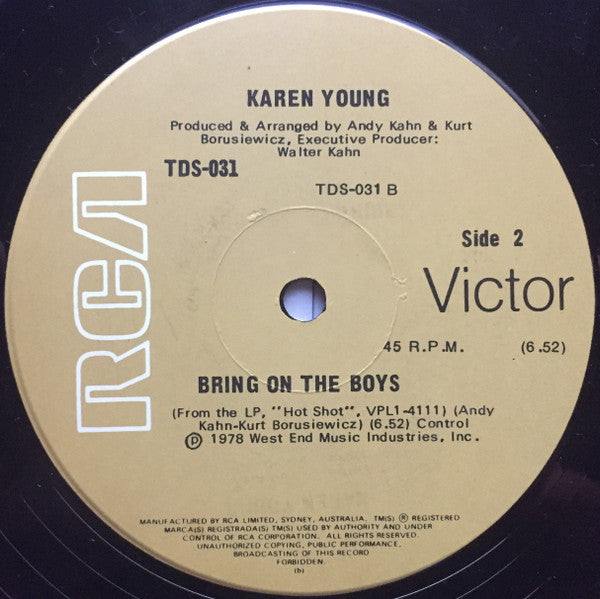 KAREN YOUNG
Produced & Arranged by Andy Kahn & Kurt
Borusiewicz, Executive Producer:
Walter Kahn
TDS-031
TDS-031 B
Side 2
RCA
Victor
45 R.P.M.
(6.52)
BRING ON THE BOYS
(From the LP, "Hot Shot", VPL1-4111) (Andy
Kahn-Kurt Borusiewicz) (6.52) Control
Ⓟ 1978 West End Music Industries, Inc.
MANUFACTURED BY RCA LIMITED, SYDNEY, AUSTRALIA. TM(S) ® REGISTERED
MARCA(S) REGISTRADA(S) TM(S) USED BY AUTHORITY AND UNDER
CONTROL OF RCA CORPORATION. ALL RIGHTS RESERVED.
UNAUTHORIZED COPYING, PUBLIC PERFORMANCE,
BROADCASTING OF THIS RECORD
FORBIDDEN.
(b)